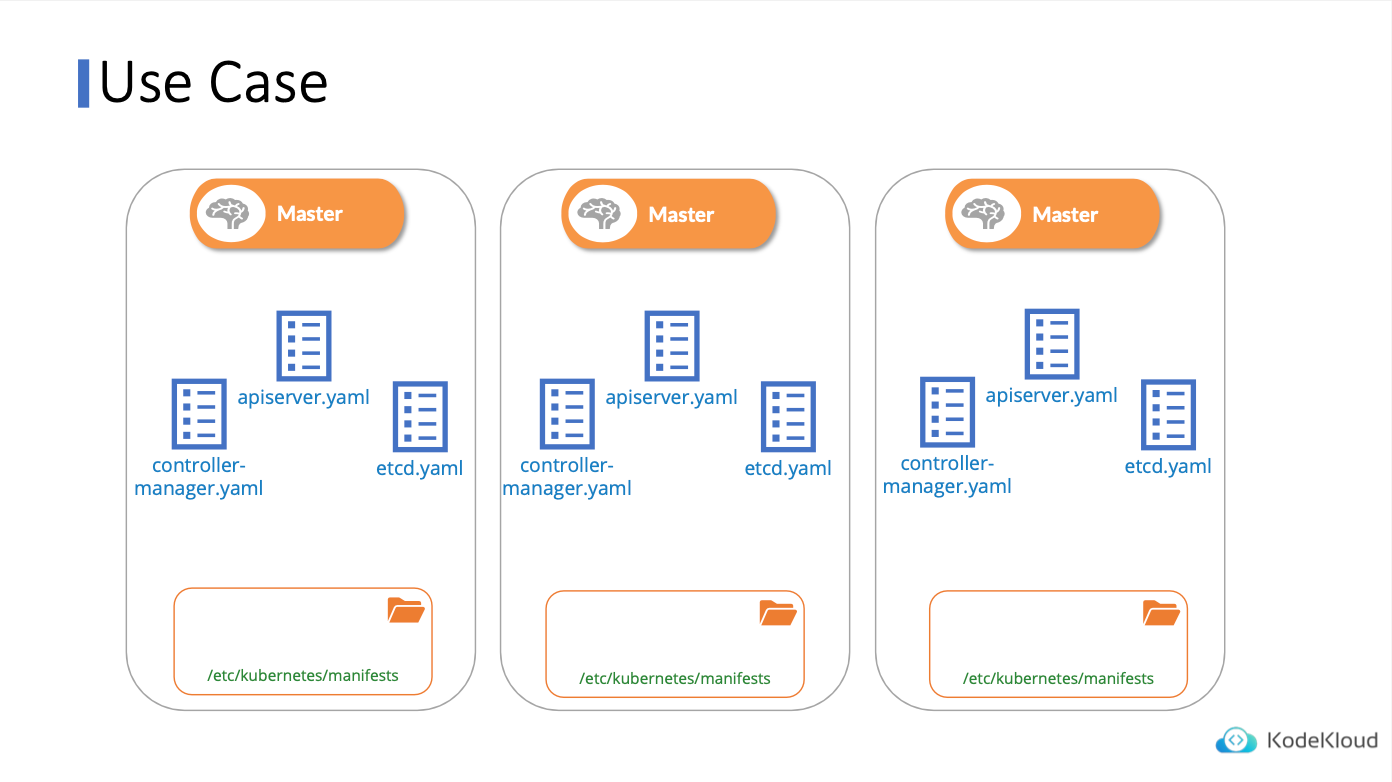 Use Case
Master
apiserver.yaml
controller-
manager.yaml
etcd.yaml
/etc/kubernetes/manifests
Master
apiserver.yaml
controller-
manager.yaml
etcd.yaml
/etc/kubernetes/manifests
Master
apiserver.yaml
controller-
manager.yaml
etcd.yaml
/etc/kubernetes/manifests
KodeKloud